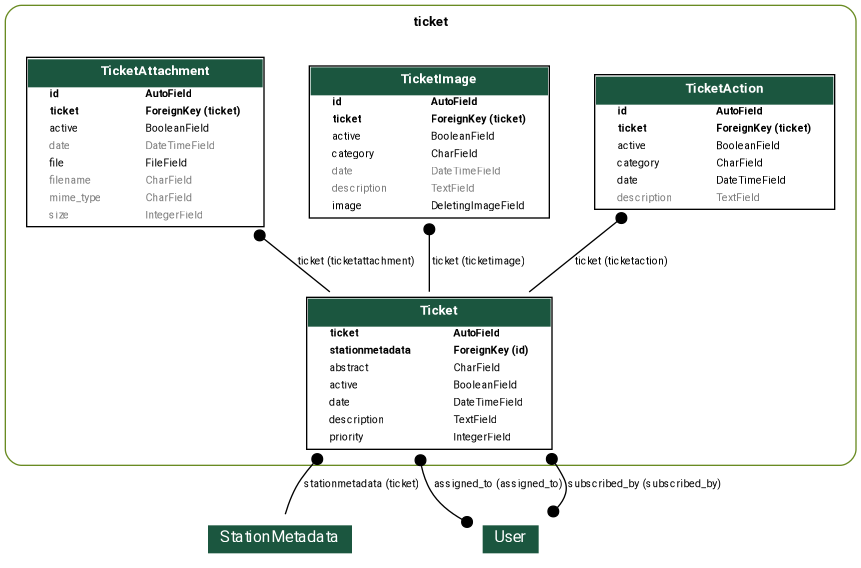 ticket
TicketAttachment
id AutoField
ticket ForeignKey (ticket)
active BooleanField
date DateTimeField
file FileField
filename CharField
mime_type CharField
size IntegerField
TicketImage
id AutoField
ticket ForeignKey (ticket)
active BooleanField
category CharField
date DateTimeField
description TextField
image DeletingImageField
TicketAction
id AutoField
ticket ForeignKey (ticket)
active BooleanField
category CharField
date DateTimeField
description TextField
ticket (ticketattachment)
ticket (ticketimage)
ticket (ticketaction)
Ticket
ticket AutoField
stationmetadata ForeignKey (id)
abstract CharField
active BooleanField
date DateTimeField
description TextField
priority IntegerField
stationmetadata (ticket)
assigned_to (assigned_to)
subscribed_by (subscribed_by)
StationMetadata
User